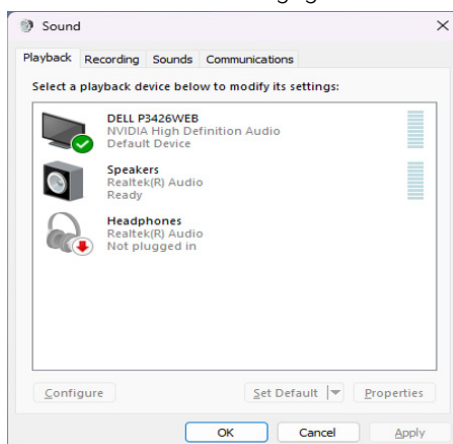 Sound
Playback Recording Sounds Communications
Select a playback device below to modify its settings:
DELL P3426WEB
NVIDIA High Definition Audio
Default Device
Speakers
Realtek(R) Audio
Ready
Headphones
Realtek(R) Audio
Not plugged in
Configure Set Default Properties
OK Cancel Apply